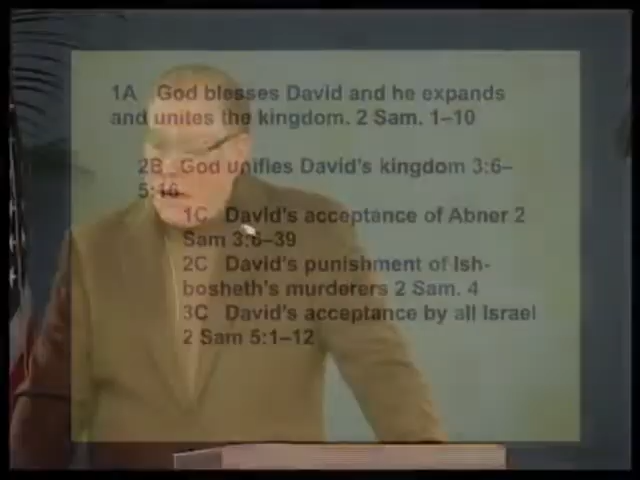 1A God blesses David and he expands
and unites the kingdom. 2 Sam. 1–10
2B God unifies David's kingdom 3:6–
5:16
1C David's acceptance of Abner 2
Sam 3:6–39
2C David's punishment of Ish-
bosheth's murderers 2 Sam. 4
3C David's acceptance by all Israel
2 Sam 5:1–12